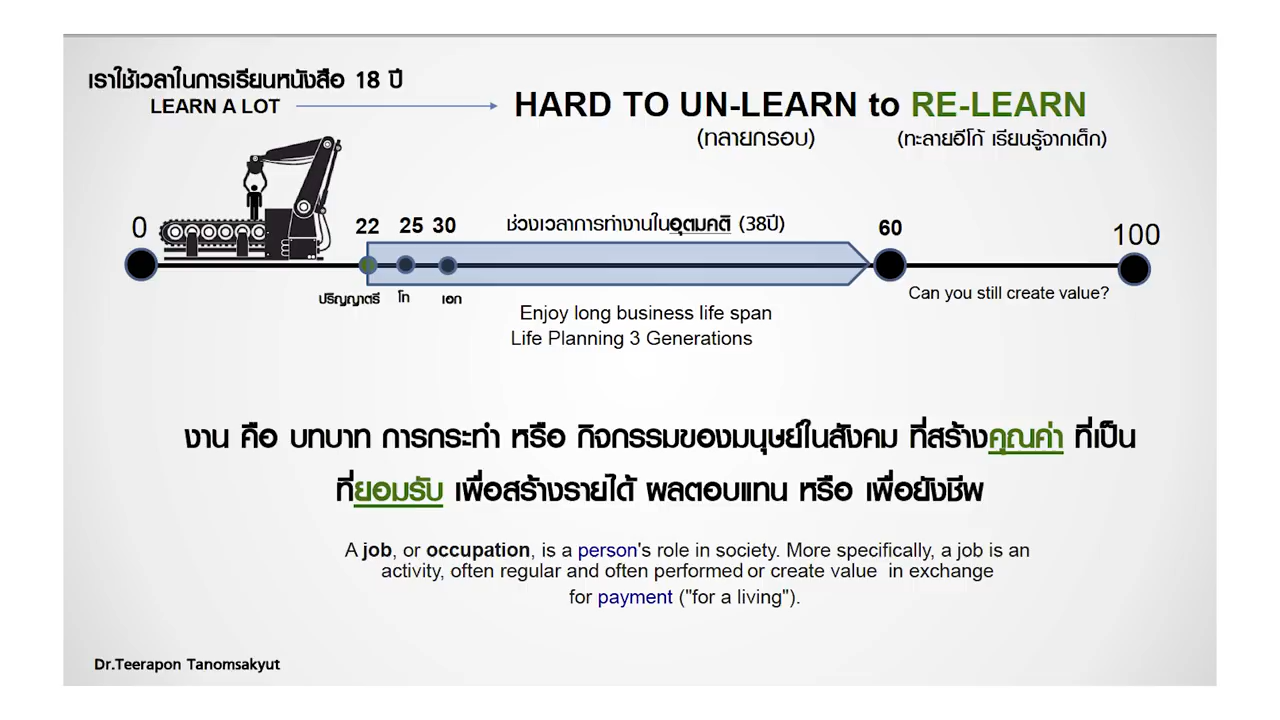 เราใช้เวลาในการเรียนหนังสือ 18 ปี
LEARN A LOT
HARD TO UN-LEARN to RE-LEARN
(ทลายกรอบ)
(ทะลายอีโก้ เรียนรู้จากเด็ก)
0
22
25
30
ช่วงเวลาการทำงานในอุตมคติ (38ปี)
60
100
ปริญญาตรี
โท
เอก
Can you still create value?
Enjoy long business life span
Life Planning 3 Generations
งาน คือ บทบาท การกระทำ หรือ กิจกรรมของมนุษย์ในสังคม ที่สร้างคุณค่า ที่เป็น
ที่ยอมรับ เพื่อสร้างรายได้ ผลตอบแทน หรือ เพื่อยังชีพ
A job, or occupation, is a person's role in society. More specifically, a job is an
activity, often regular and often performed or create value in exchange
for payment ("for a living").
Dr.Teerapon Tanomsakyut